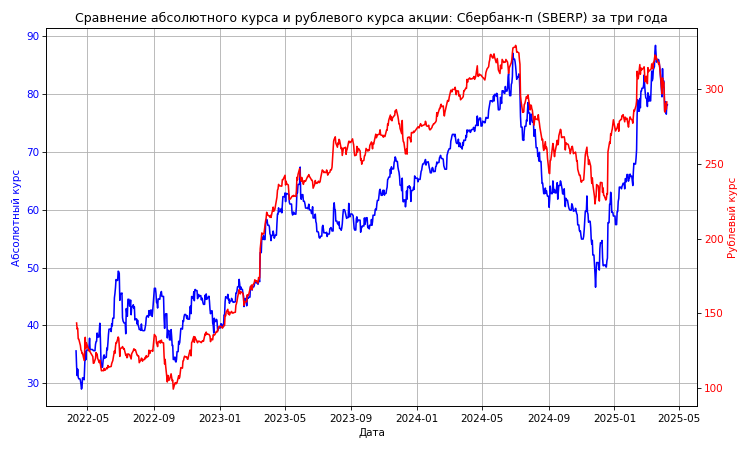 Сравнение абсолютного курса и рублевого курса акции: Сбербанк-п (SBERP) за три года
90
80
70
60
50
40
30
Абсолютный курс
300
250
200
150
100
Рублевый курс
2022-05 2022-09 2023-01 2023-05 2023-09 2024-01 2024-05 2024-09 2025-01 2025-05
Дата